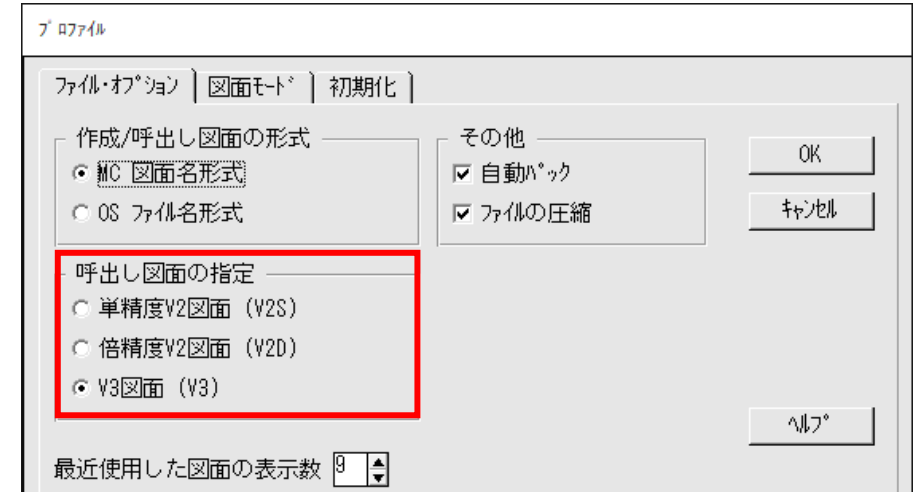 ﾌﾟﾛﾌｧｲﾙ
ﾌｧｲﾙ･ｵﾌﾟｼｮﾝ 図面ﾓｰﾄﾞ 初期化
作成/呼出し図面の形式
MC 図面名形式
OS ﾌｧｲﾙ名形式
その他
自動ﾊﾟｯｸ
ﾌｧｲﾙの圧縮
OK
ｷｬﾝｾﾙ
呼出し図面の指定
単精度V2図面 (V2S)
倍精度V2図面 (V2D)
V3図面 (V3)
ﾍﾙﾌﾟ
最近使用した図面の表示数 9